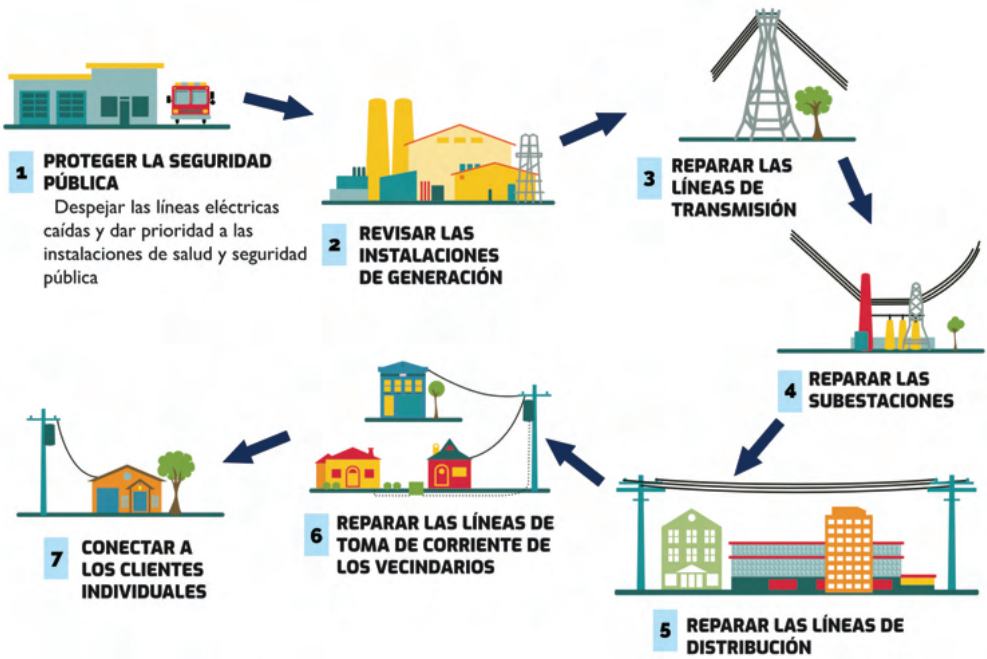 1 PROTEGER LA SEGURIDAD
PÚBLICA
Despejar las líneas eléctricas
caídas y dar prioridad a las
instalaciones de salud y seguridad
pública
2 REVISAR LAS
INSTALACIONES
DE GENERACIÓN
3 REPARAR LAS
LÍNEAS DE
TRANSMISIÓN
4 REPARAR LAS
SUBESTACIONES
5 REPARAR LAS LÍNEAS DE
DISTRIBUCIÓN
6 REPARAR LAS LÍNEAS DE
TOMA DE CORRIENTE DE
LOS VECINDARIOS
7 CONECTAR A
LOS CLIENTES
INDIVIDUALES